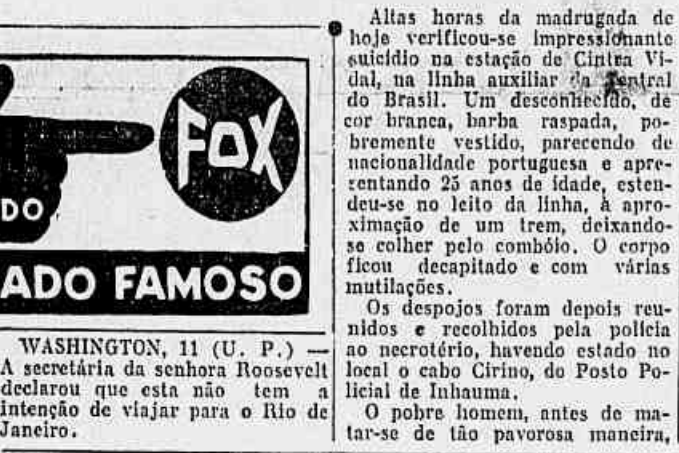 FOX
DO
ADO FAMOSO
WASHINGTON, 11 (U. P.) —
A secretária da senhora Roosevelt
declarou que esta não tem a
intenção de viajar para o Rio de
Janeiro.
Altas horas da madrugada de
hoje verificou-se impressionante
suicídio na estação de Cintra Vi-
dal, na linha auxiliar da Central
do Brasil. Um desconhecido, de
cor branca, barba raspada, po-
bremente vestido, parecendo de
nacionalidade portuguesa e apre-
sentando 25 anos de idade, esten-
deu-se no leito da linha, à apro-
ximação de um trem, deixando-
se colher pelo combóio. O corpo
ficou decapitado e com várias
mutilações.
Os despojos foram depois reu-
nidos e recolhidos pela polícia
ao necrotério, havendo estado no
local o cabo Cirino, do Posto Po-
licial de Inhauma.
O pobre homem, antes de ma-
tar-se de tão pavorosa maneira,